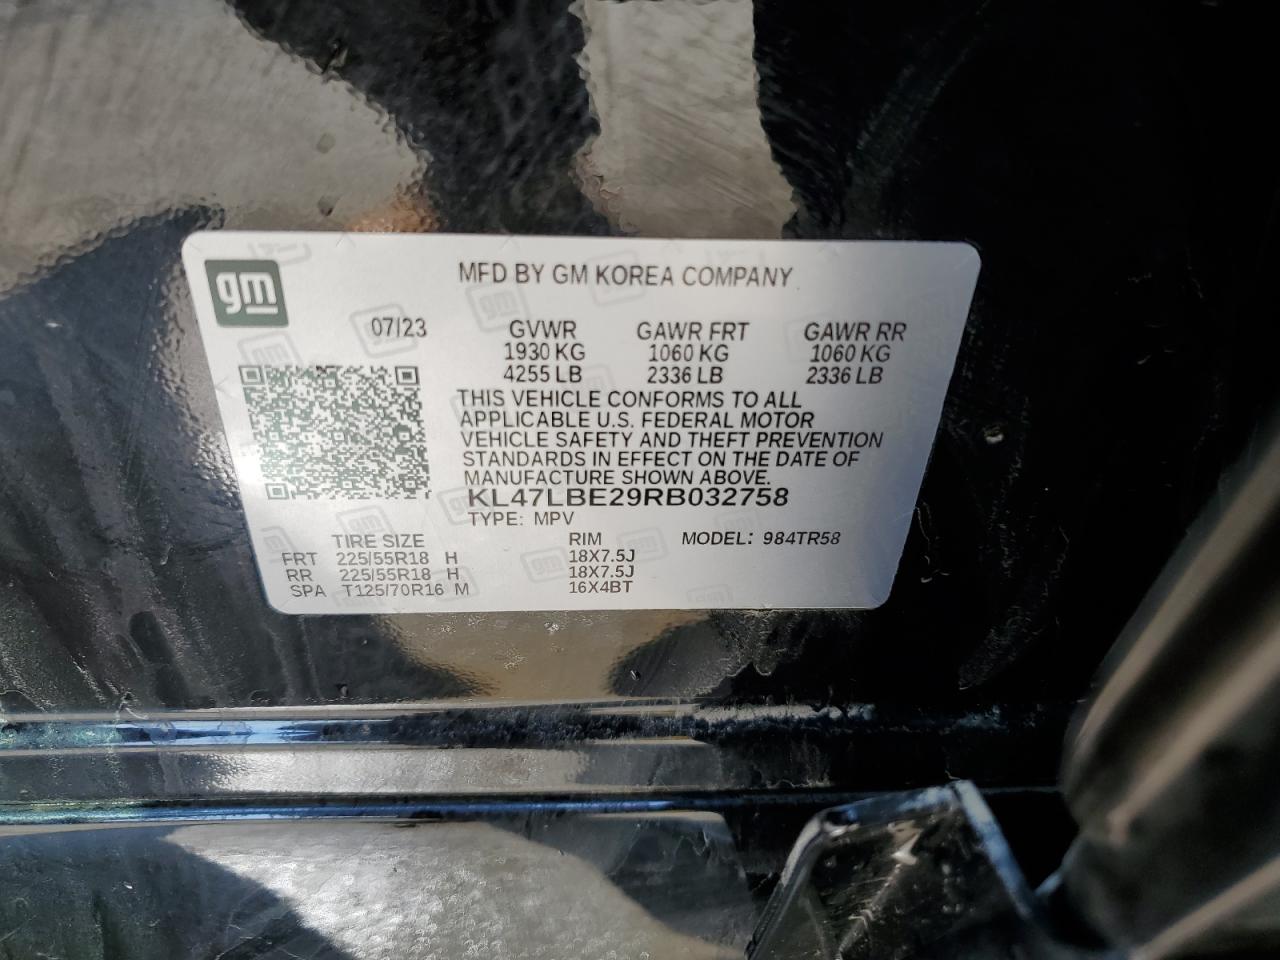 gm
MFD BY GM KOREA COMPANY
07/23 GVWR GAWR FRT GAWR RR
1930 KG 1060 KG 1060 KG
4255 LB 2336 LB 2336 LB
THIS VEHICLE CONFORMS TO ALL
APPLICABLE U.S. FEDERAL MOTOR
VEHICLE SAFETY AND THEFT PREVENTION
STANDARDS IN EFFECT ON THE DATE OF
MANUFACTURE SHOWN ABOVE.
KL47LBE29RB032758
TYPE: MPV
TIRE SIZE RIM MODEL: 984TR58
FRT 225/55R18 H 18X7.5J
RR 225/55R18 H 18X7.5J
SPA T125/70R16 M 16X4BT